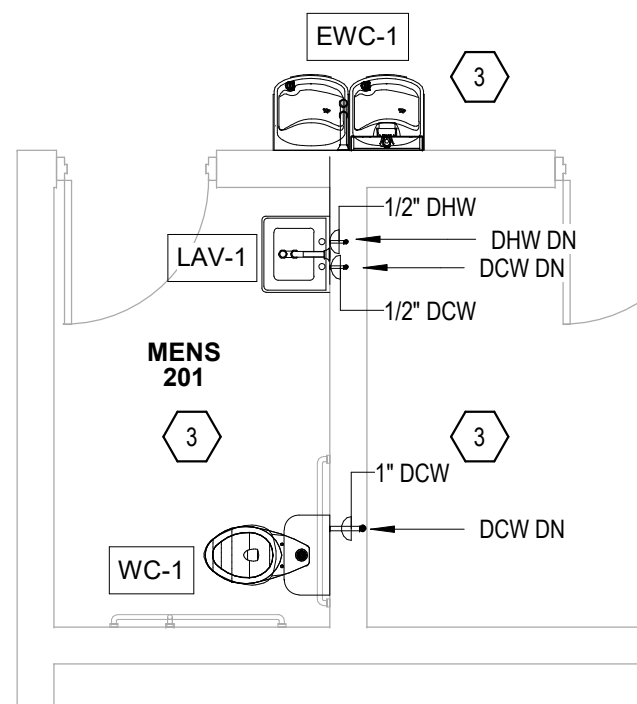 EWC-1
3
1/2" DHW
DHW DN
LAV-1
DCW DN
1/2" DCW
MENS
201
3
3
1" DCW
DCW DN
WC-1